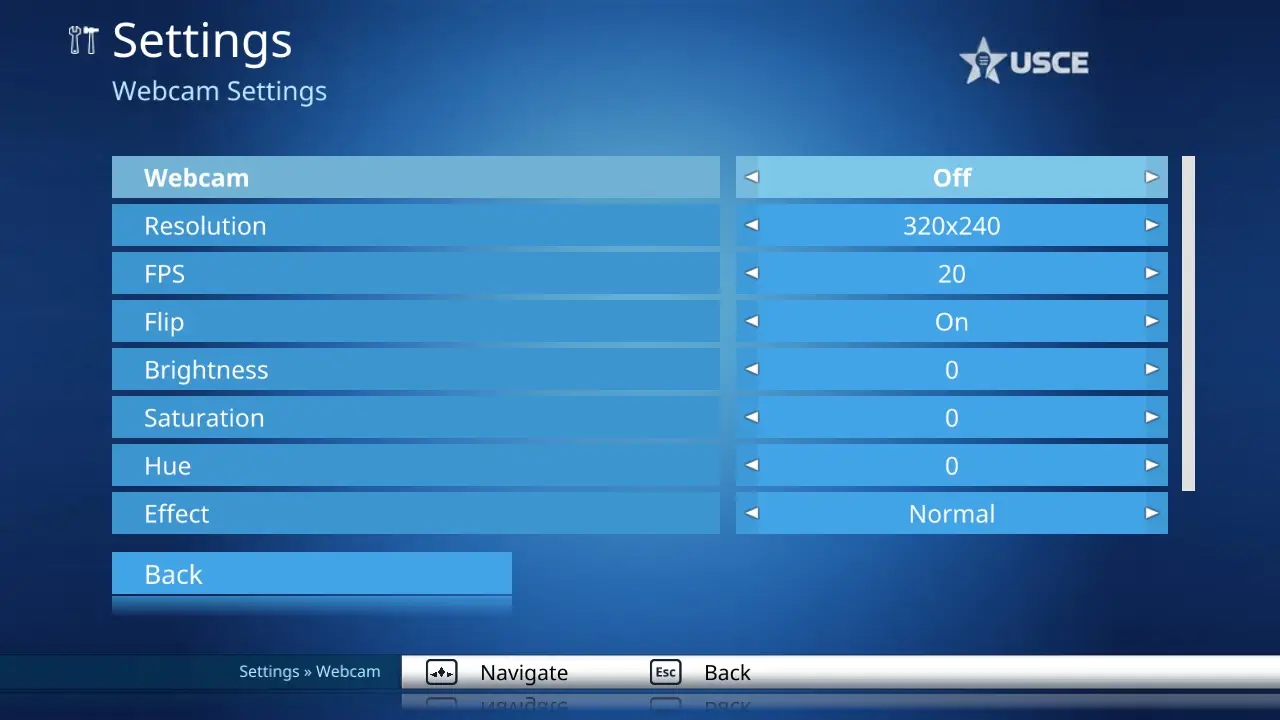 Settings
Webcam Settings
USCE
Webcam Off
Resolution 320x240
FPS 20
Flip On
Brightness 0
Saturation 0
Hue 0
Effect Normal
Back
Settings » Webcam Navigate Esc Back